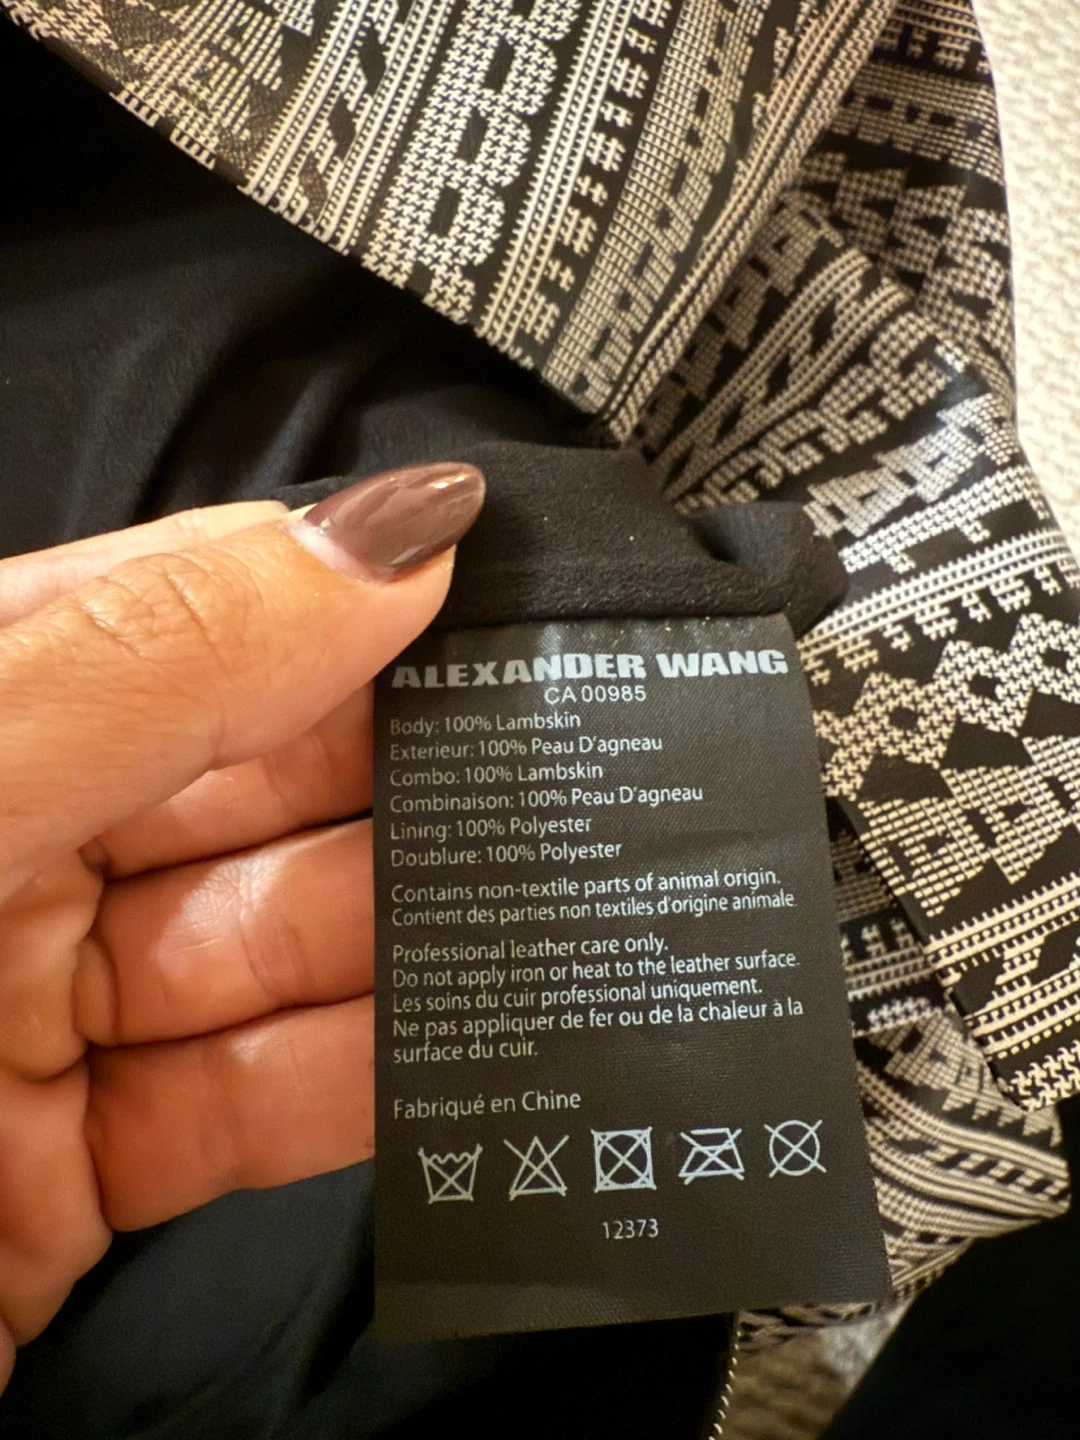 ALEXANDER WANG
CA 00985
Body: 100% Lambskin
Exterieur: 100% Peau D'agneau
Combo: 100% Lambskin
Combinaison: 100% Peau D'agneau
Lining: 100% Polyester
Doublure: 100% Polyester
Contains non-textile parts of animal origin.
Contient des parties non textiles d'origine animale
Professional leather care only.
Do not apply iron or heat to the leather surface.
Les soins du cuir professional uniquement.
Ne pas appliquer de fer ou de la chaleur à la
surface du cuir.
Fabriqué en Chine
12373